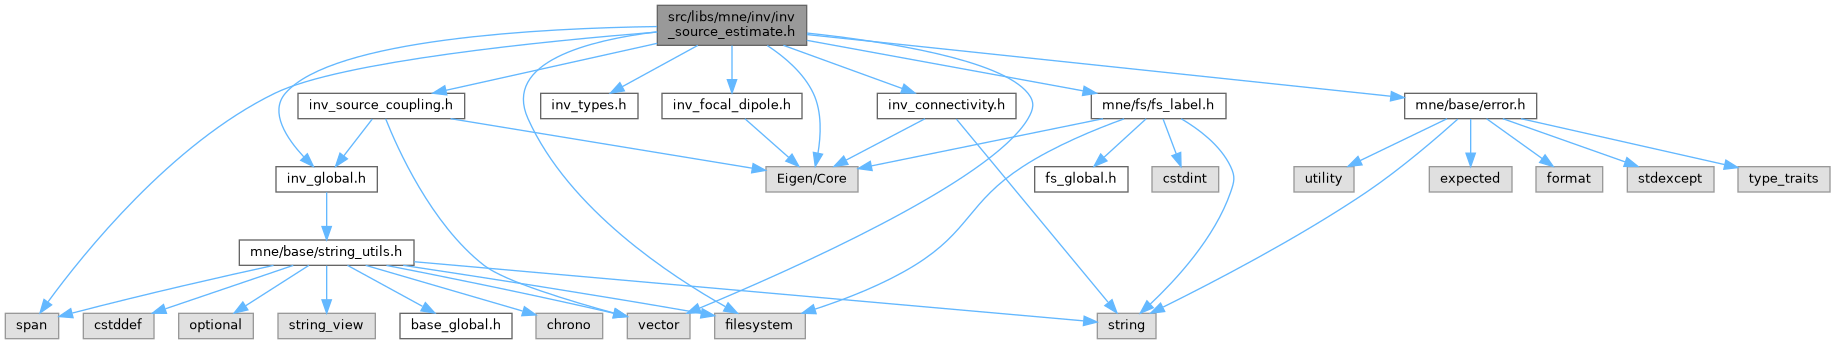 src/libs/mne/inv/inv
_source_estimate.h
inv_source_coupling.h
inv_types.h
inv_focal_dipole.h
inv_connectivity.h
mne/fs/fs_label.h
mne/base/error.h
inv_global.h
Eigen/Core
fs_global.h
cstdint
utility
expected
format
stdexcept
type_traits
mne/base/string_utils.h
span
cstddef
optional
string_view
base_global.h
chrono
vector
filesystem
string